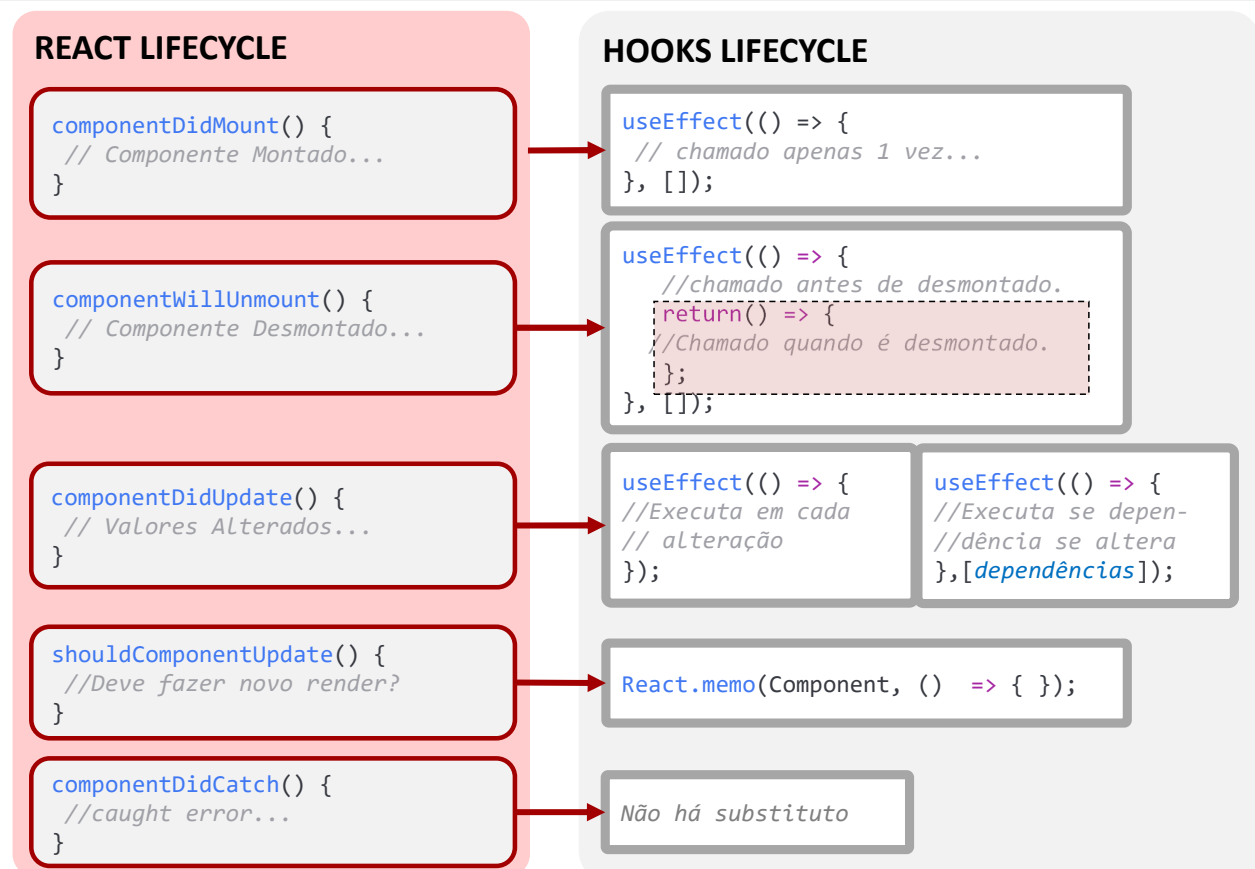 REACT LIFECYCLE
componentDidMount() {
// Componente Montado...
}
componentWillUnmount() {
// Componente Desmontado...
}
componentDidUpdate() {
// Valores Alterados...
}
shouldComponentUpdate() {
//Deve fazer novo render?
}
componentDidCatch() {
//caught error...
}
HOOKS LIFECYCLE
useEffect(() => {
// chamado apenas 1 vez...
}, []);
useEffect(() => {
//chamado antes de desmontado.
return() => {
//Chamado quando é desmontado.
};
}, []);
useEffect(() => {
//Executa em cada
// alteração
});
useEffect(() => {
//Executa se depen-
//dência se altera
},[dependências]);
React.memo(Component, () => { });
Não há substituto